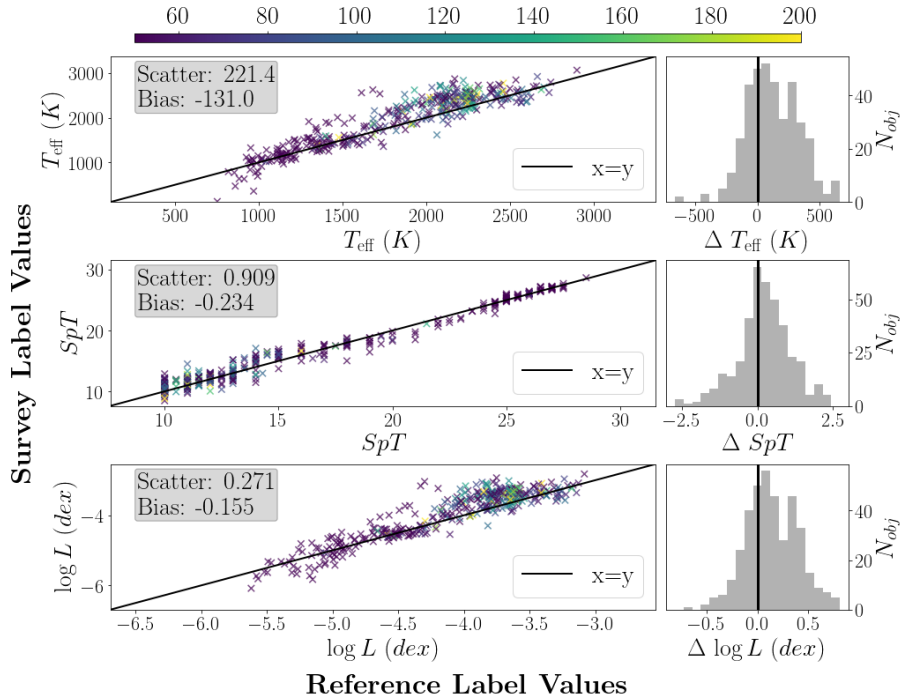 60 80 100 120 140 160 180 200
Scatter: 221.4
Bias: -131.0
3000
2000
1000
T_eff (K)
x=y
500 1000 1500 2000 2500 3000
T_eff (K)
40
20
0
N_obj
−500 0 500
Δ T_eff (K)
Survey Label Values
Scatter: 0.909
Bias: -0.234
30
20
10
SpT
x=y
10 15 20 25 30
SpT
50
25
0
N_obj
−2.5 0.0 2.5
Δ SpT
Scatter: 0.271
Bias: -0.155
−4
−6
log L (dex)
x=y
−6.5 −6.0 −5.5 −5.0 −4.5 −4.0 −3.5 −3.0
log L (dex)
40
20
0
N_obj
−0.5 0.0 0.5
Δ log L (dex)
Reference Label Values